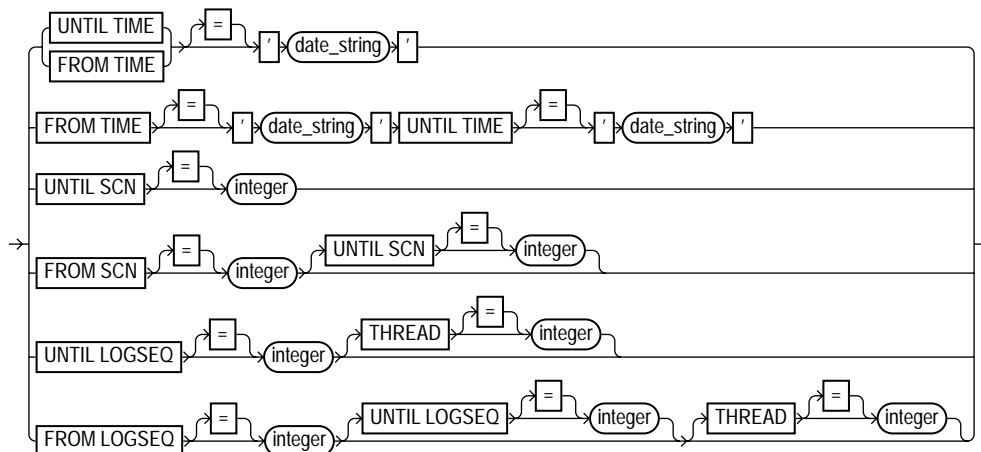 UNTIL TIME = ' date_string '
FROM TIME
FROM TIME = ' date_string ' UNTIL TIME = ' date_string '
UNTIL SCN = integer
FROM SCN = integer UNTIL SCN = integer
UNTIL LOGSEQ = integer THREAD = integer
FROM LOGSEQ = integer UNTIL LOGSEQ = integer THREAD = integer